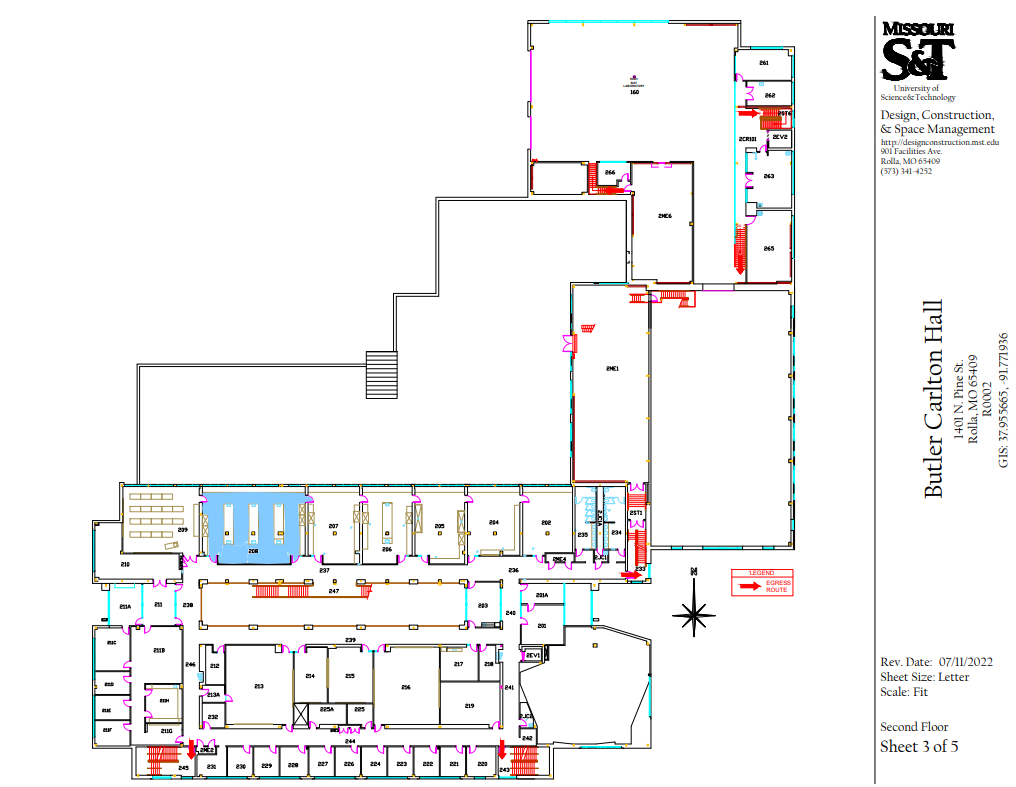 MISSOURI
S&T
University of
Science&Technology
Design, Construction,
& Space Management
http://designconstruction.mst.edu
901 Facilities Ave.
Rolla, MO 65409
(573) 341-4252
Butler Carlton Hall
1401 N. Pine St.
Rolla, MO 65409
R0002
GIS: 37.955665, -91.771936
Rev. Date: 07/11/2022
Sheet Size: Letter
Scale: Fit
Second Floor
Sheet 3 of 5
LABORATORY
160
261
262
2ST6
2CR101
2EV2
263
266
2ME6
265
2ME1
209
208
207
206
205
204
202
235
2JC1A
234
2ST1
2JC1
2ME4
233
210
237
236
N
"LEGEND
EGRESS
ROUTE
211A
211
238
247
203
240
201A
201
239
211C
211B
246
212
213
214
215
216
217
218
2EV1
211D
213A
241
211E
211H
232
225A
225
219
2JC2
211F
211G
244
242
2ME2
245
231
230
229
228
227
226
224
223
222
221
220
243